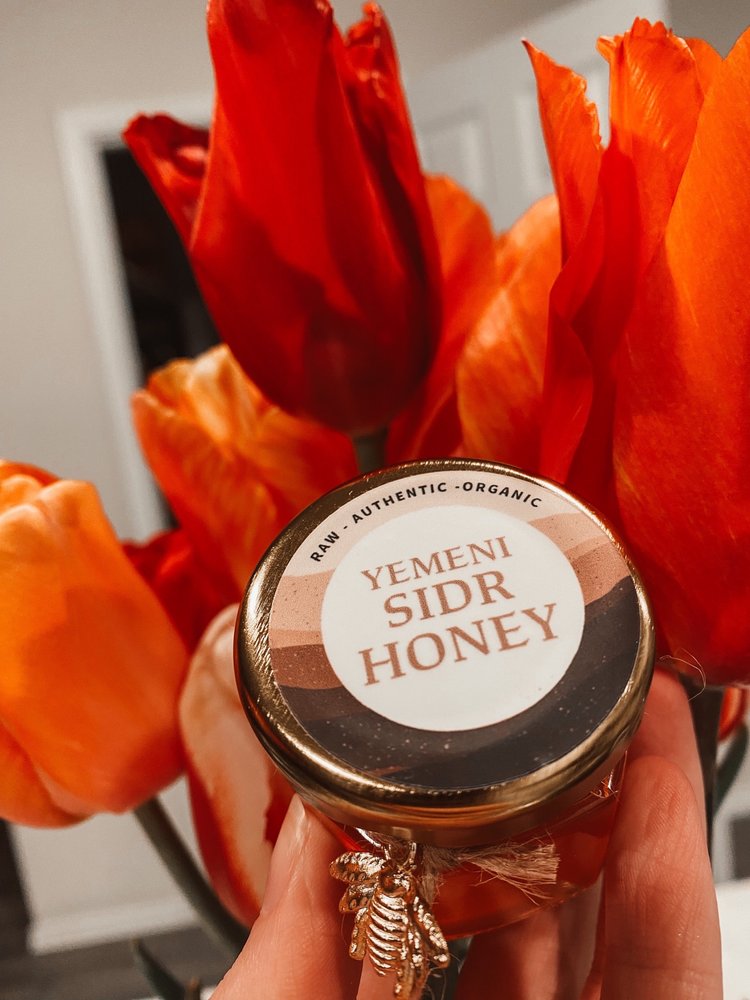 RAW - AUTHENTIC -ORGANIC
YEMENI
SIDR
HONEY